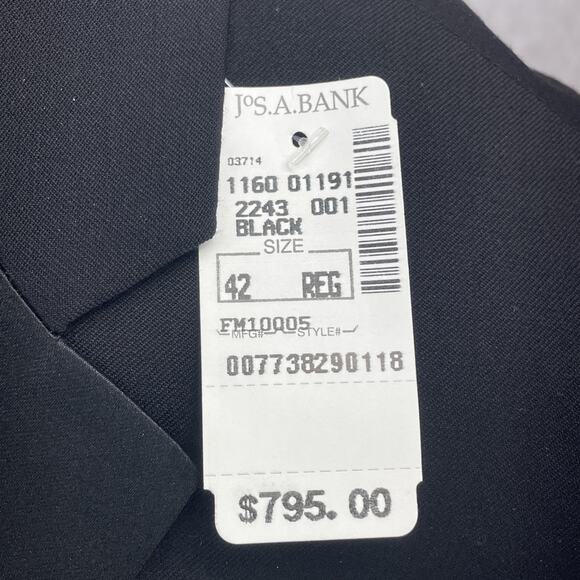 JoS.A.BANK
03714
1160 01191
2243 001
BLACK
SIZE
42 REG
FM10005
MFG# STYLE#
007738290118
$795.00